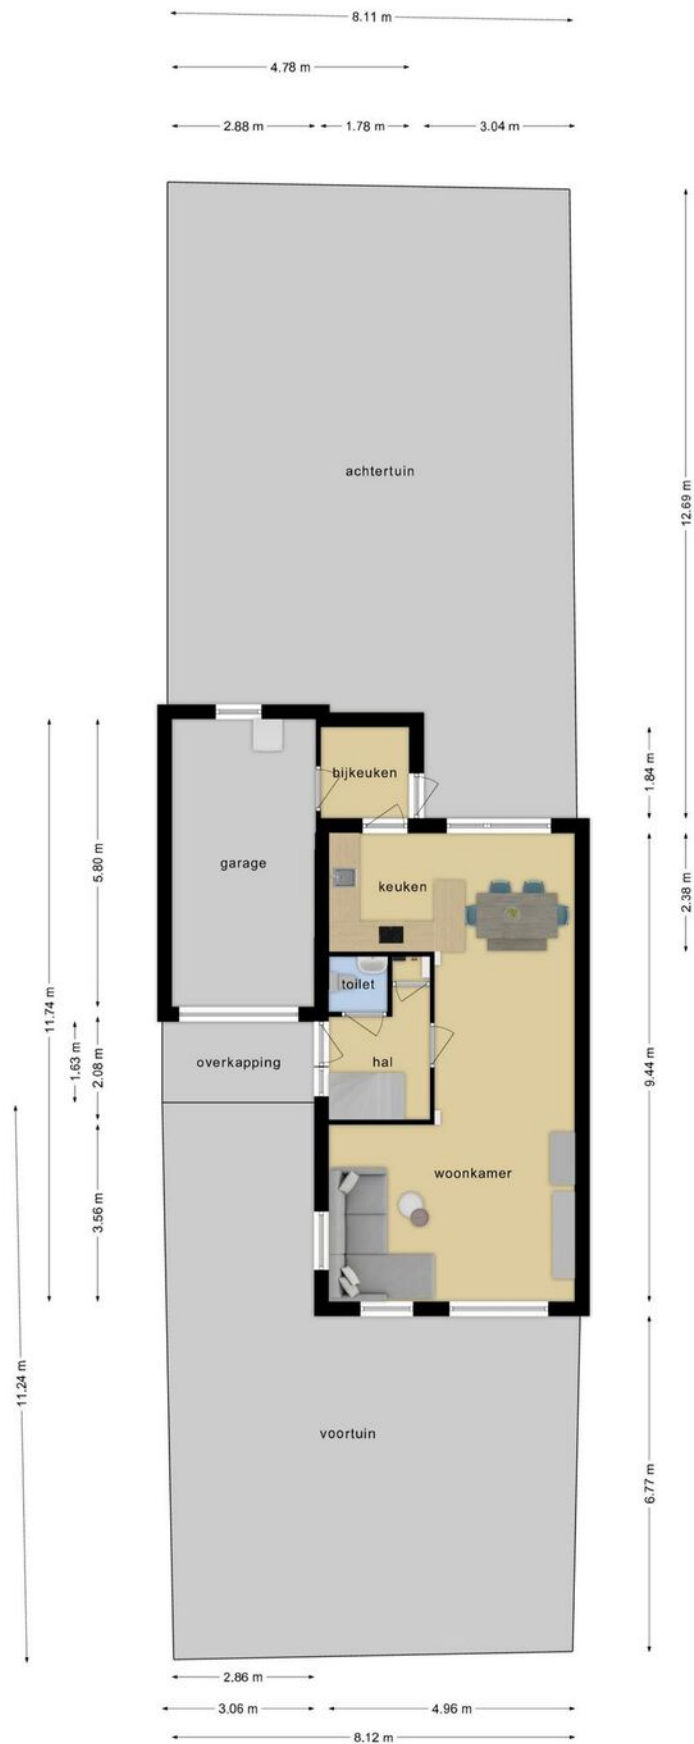 8.11 m
4.78 m
2.88 m
1.78 m
3.04 m
12.69 m
achtertuin
1.84 m
bijkeuken
5.80 m
garage
keuken
2.38 m
toilet
11.74 m
1.63 m
2.08 m
overkapping
hal
9.44 m
3.56 m
woonkamer
11.24 m
voortuin
6.77 m
2.86 m
3.06 m
4.96 m
8.12 m